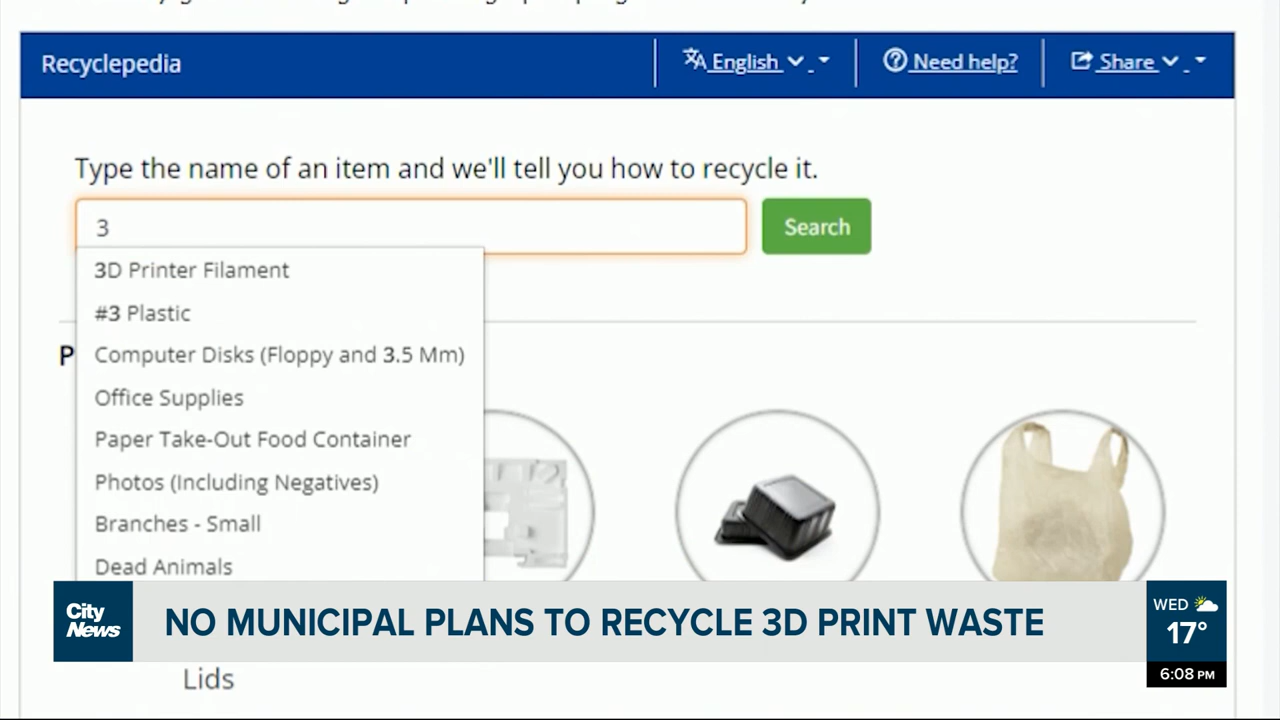 Recyclepedia
English
Need help?
Share
Type the name of an item and we'll tell you how to recycle it.
3
Search
3D Printer Filament
#3 Plastic
P
Computer Disks (Floppy and 3.5 Mm)
Office Supplies
Paper Take-Out Food Container
Photos (Including Negatives)
Branches - Small
Dead Animals
City
News
NO MUNICIPAL PLANS TO RECYCLE 3D PRINT WASTE
WED
17°
6:08 PM
Lids